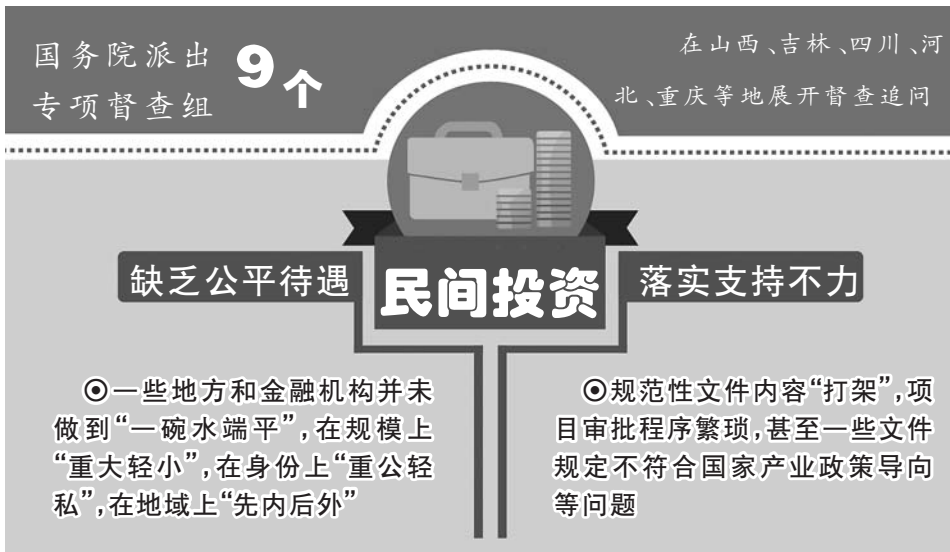 国务院派出
专项督查组
9个
在山西、吉林、四川、河
北、重庆等地展开督查追问
缺乏公平待遇
民间投资
落实支持不力
⊙一些地方和金融机构并未
做到“一碗水端平”,在规模上
“重大轻小”,在身份上“重公轻
私”,在地域上“先内后外”
⊙规范性文件内容“打架”,项
目审批程序繁琐,甚至一些文件
规定不符合国家产业政策导向
等问题